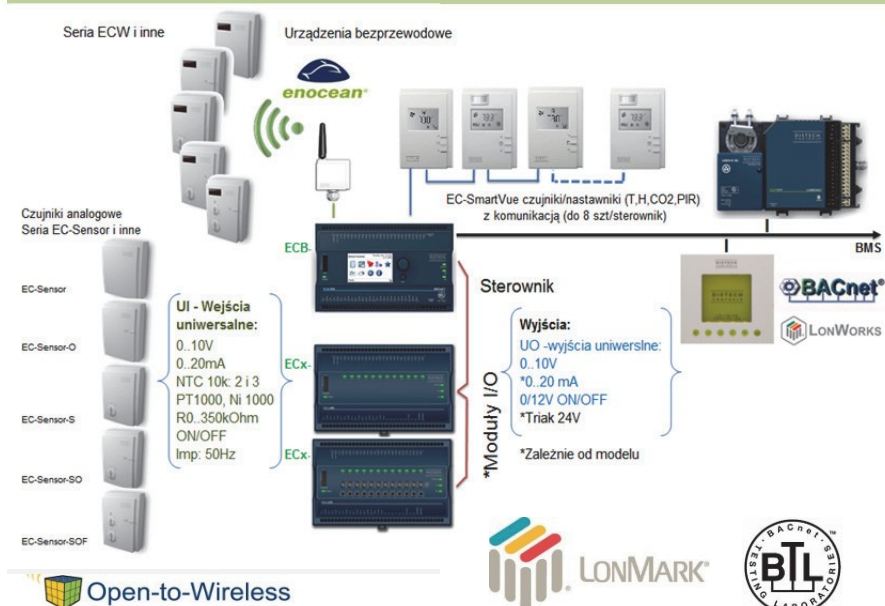 Seria ECW i inne
Urządzenia bezprzewodowe
enocean®
EC-SmartVue czujniki/nastawniki (T,H,CO2,PIR)
z komunikacją (do 8 szt/sterownik)
BMS
Czujniki analogowe
Seria EC-Sensor i inne
EC-Sensor
EC-Sensor-O
EC-Sensor-S
EC-Sensor-SO
EC-Sensor-SOF
UI - Wejścia
uniwersalne:
0..10V
0..20mA
NTC 10k: 2 i 3
PT1000, Ni 1000
R0..350kOhm
ON/OFF
Imp: 50Hz
ECB-
ECx-
ECx-
Sterownik
*Moduły I/O
Wyjścia:
UO -wyjścia uniwerslne:
0..10V
*0..20 mA
0/12V ON/OFF
*Triak 24V
*Zależnie od modelu
BACnet®
LONWORKS
Open-to-Wireless
LONMARK®
BACnet™
BTL
TESTING LABORATORIES